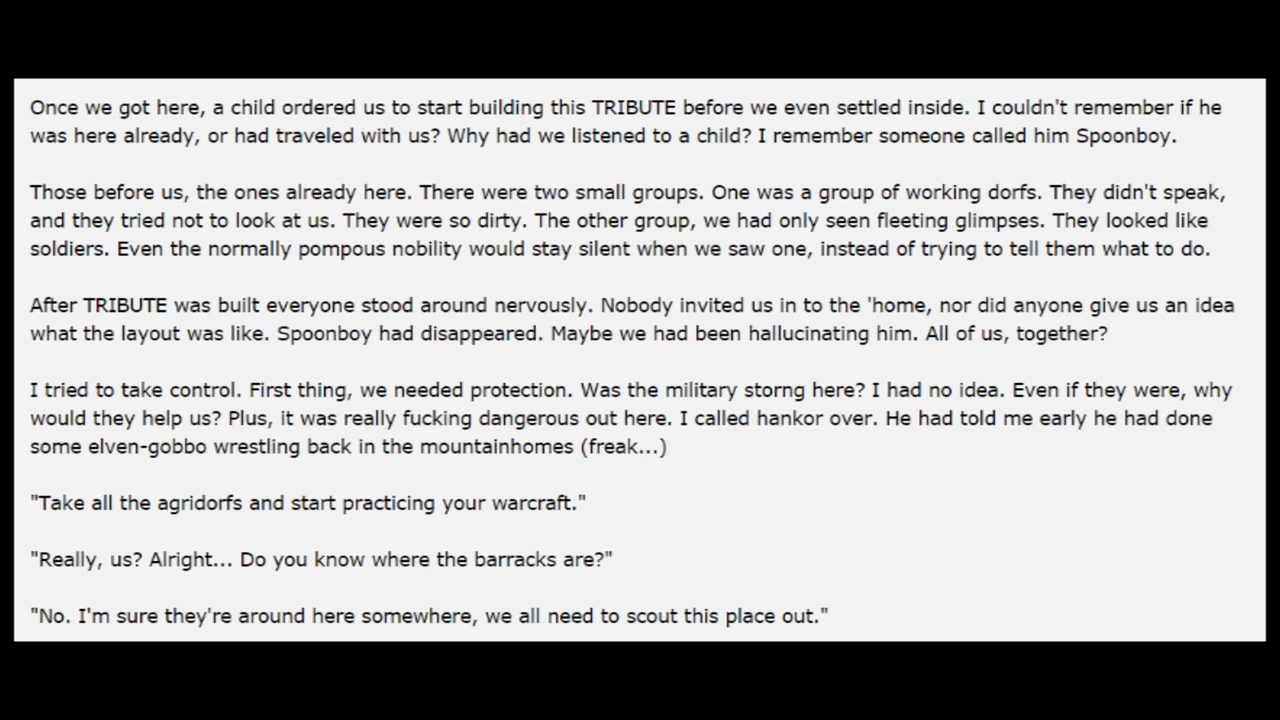 Once we got here, a child ordered us to start building this TRIBUTE before we even settled inside. I couldn't remember if he
was here already, or had traveled with us? Why had we listened to a child? I remember someone called him Spoonboy.
Those before us, the ones already here. There were two small groups. One was a group of working dorfs. They didn't speak,
and they tried not to look at us. They were so dirty. The other group, we had only seen fleeting glimpses. They looked like
soldiers. Even the normally pompous nobility would stay silent when we saw one, instead of trying to tell them what to do.
After TRIBUTE was built everyone stood around nervously. Nobody invited us in to the 'home, nor did anyone give us an idea
what the layout was like. Spoonboy had disappeared. Maybe we had been hallucinating him. All of us, together?
I tried to take control. First thing, we needed protection. Was the military storng here? I had no idea. Even if they were, why
would they help us? Plus, it was really fucking dangerous out here. I called hankor over. He had told me early he had done
some elven-gobbo wrestling back in the mountainhomes (freak...)
"Take all the agridorfs and start practicing your warcraft."
"Really, us? Alright... Do you know where the barracks are?"
"No. I'm sure they're around here somewhere, we all need to scout this place out."